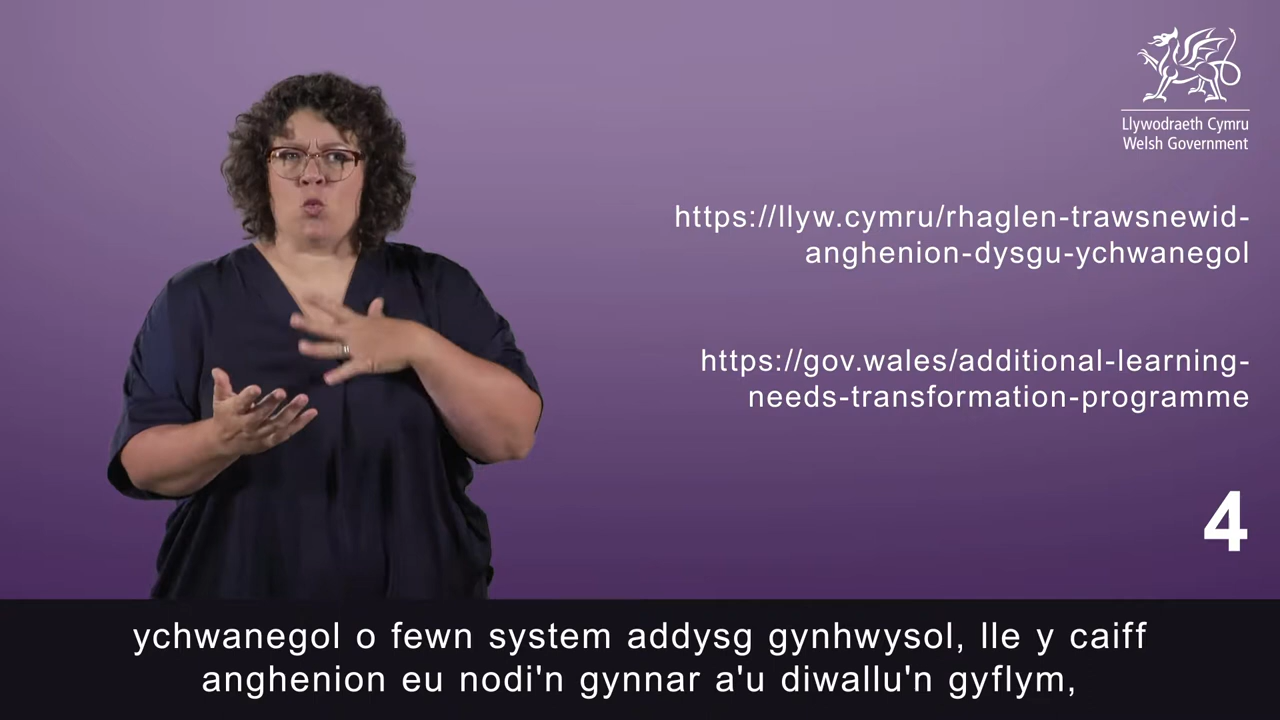 Llywodraeth Cymru
Welsh Government
https://llyw.cymru/rhaglen-trawsnewid-
anghenion-dysgu-ychwanegol
https://gov.wales/additional-learning-
needs-transformation-programme
4
ychwanegol o fewn system addysg gynhwysol, lle y caiff
anghenion eu nodi'n gynnar a'u diwallu'n gyflym,